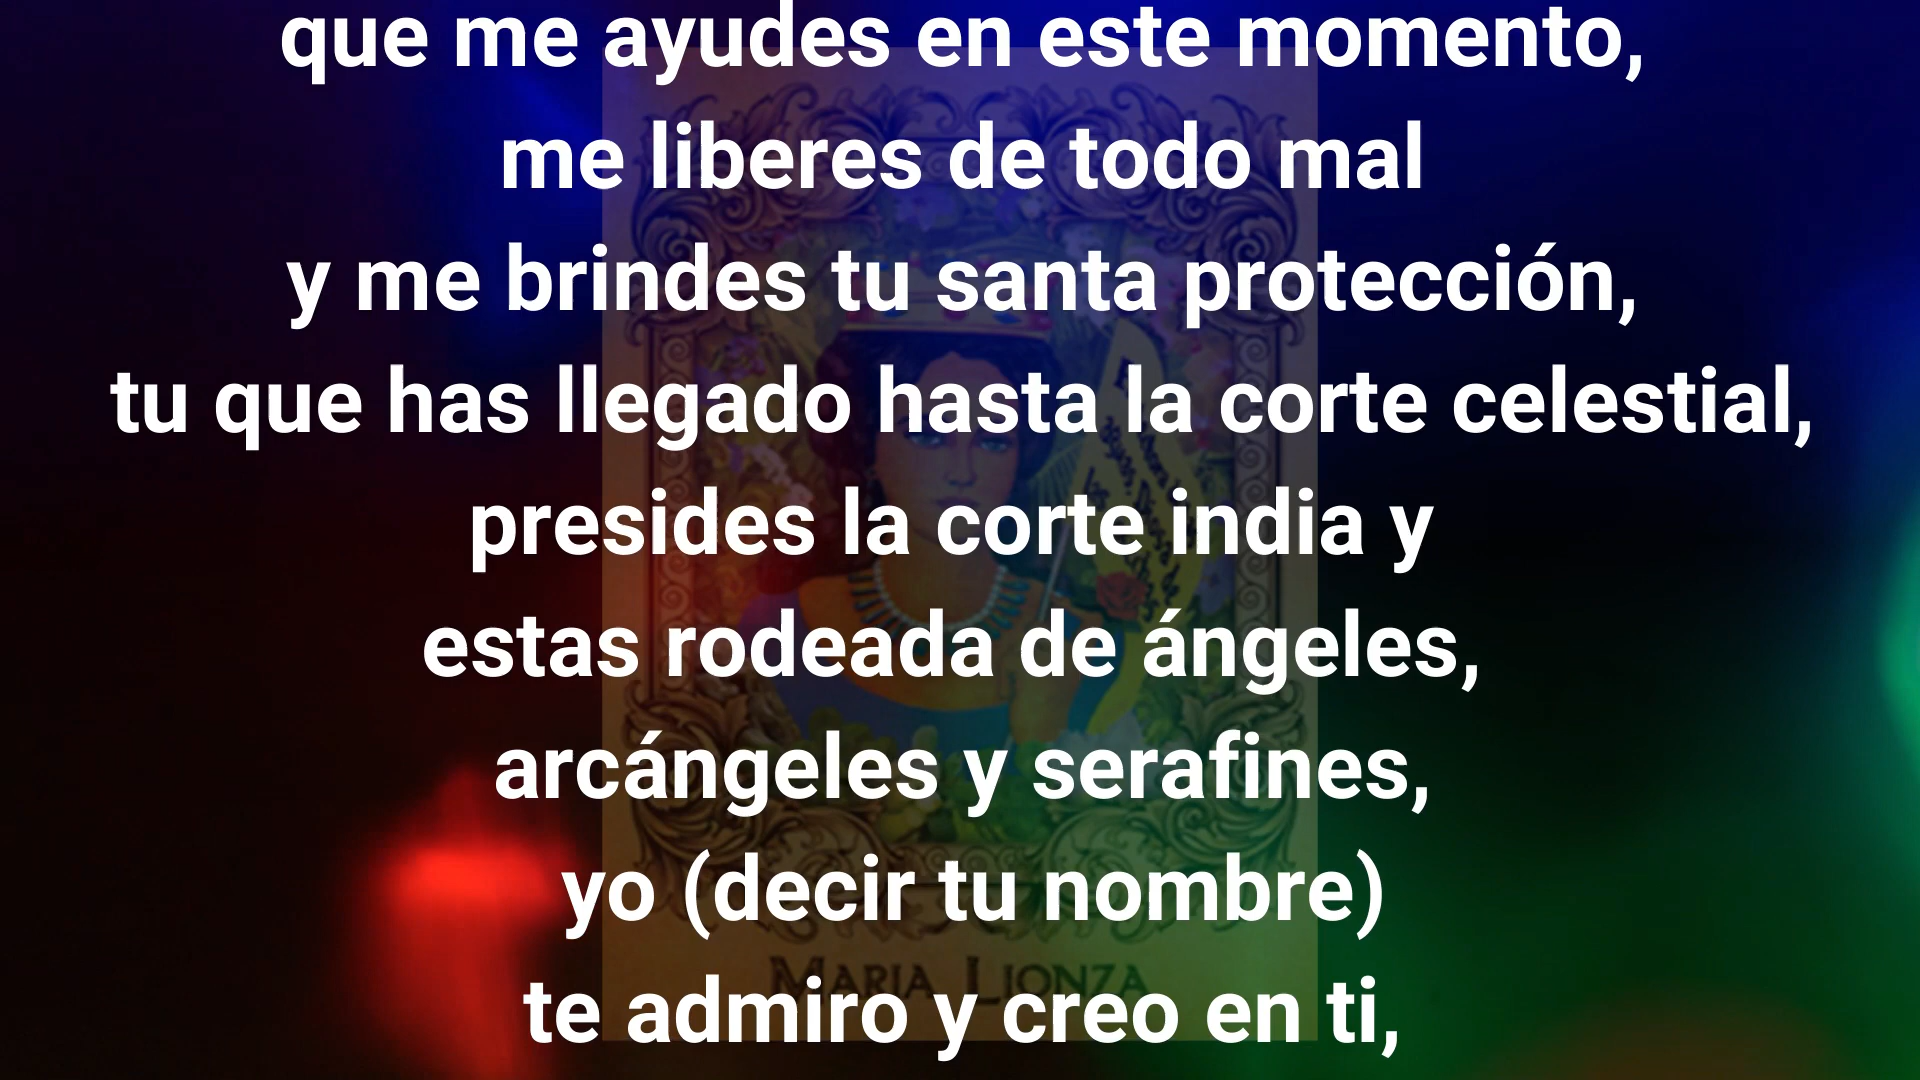 que me ayudes en este momento,
me liberes de todo mal
y me brindes tu santa protección,
tu que has llegado hasta la corte celestial,
presides la corte india y
estas rodeada de ángeles,
arcángeles y serafines,
yo (decir tu nombre)
MARIA LIONZA
te admiro y creo en ti,